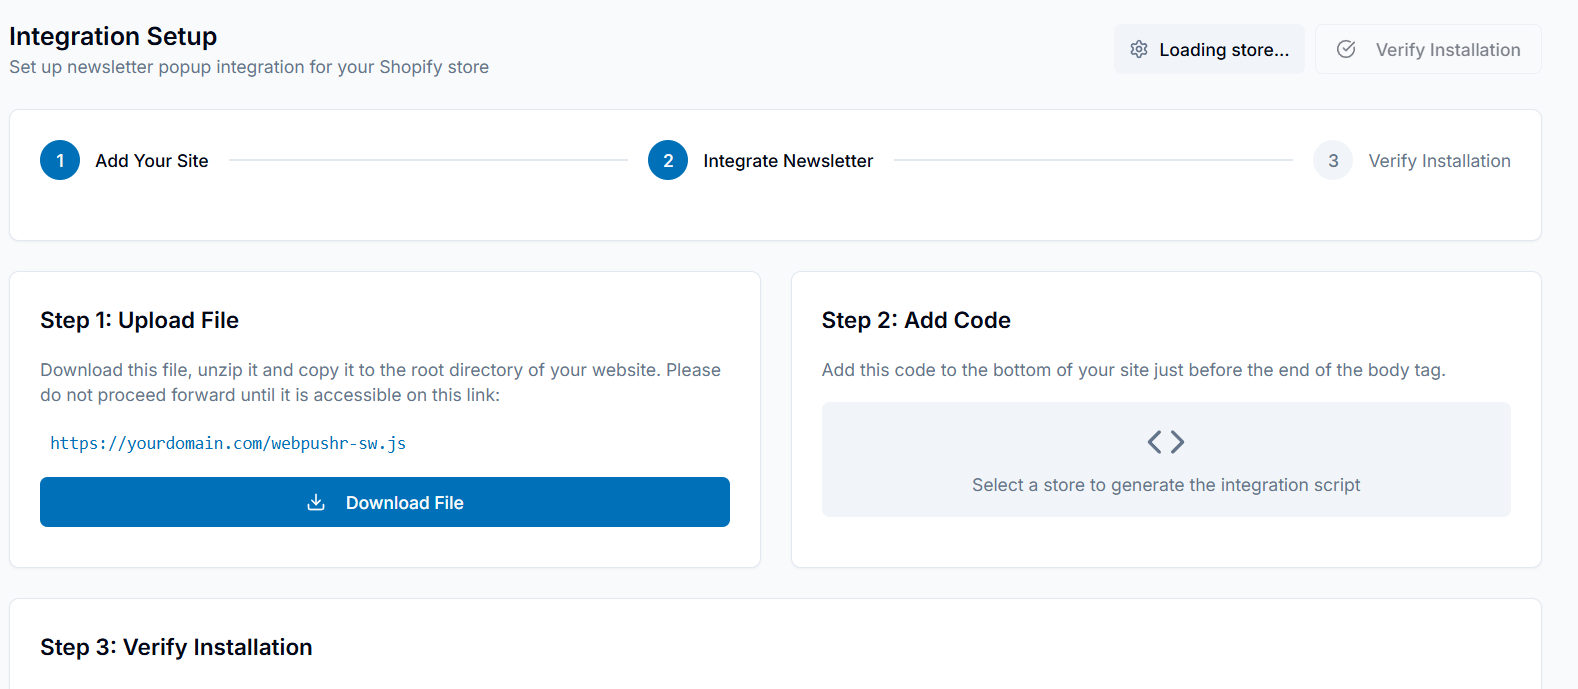 Integration Setup
Set up newsletter popup integration for your Shopify store
Loading store...
Verify Installation
1 Add Your Site
2 Integrate Newsletter
3 Verify Installation
Step 1: Upload File
Download this file, unzip it and copy it to the root directory of your website. Please
do not proceed forward until it is accessible on this link:
https://yourdomain.com/webpushr-sw.js
Download File
Step 2: Add Code
Add this code to the bottom of your site just before the end of the body tag.
Select a store to generate the integration script
Step 3: Verify Installation